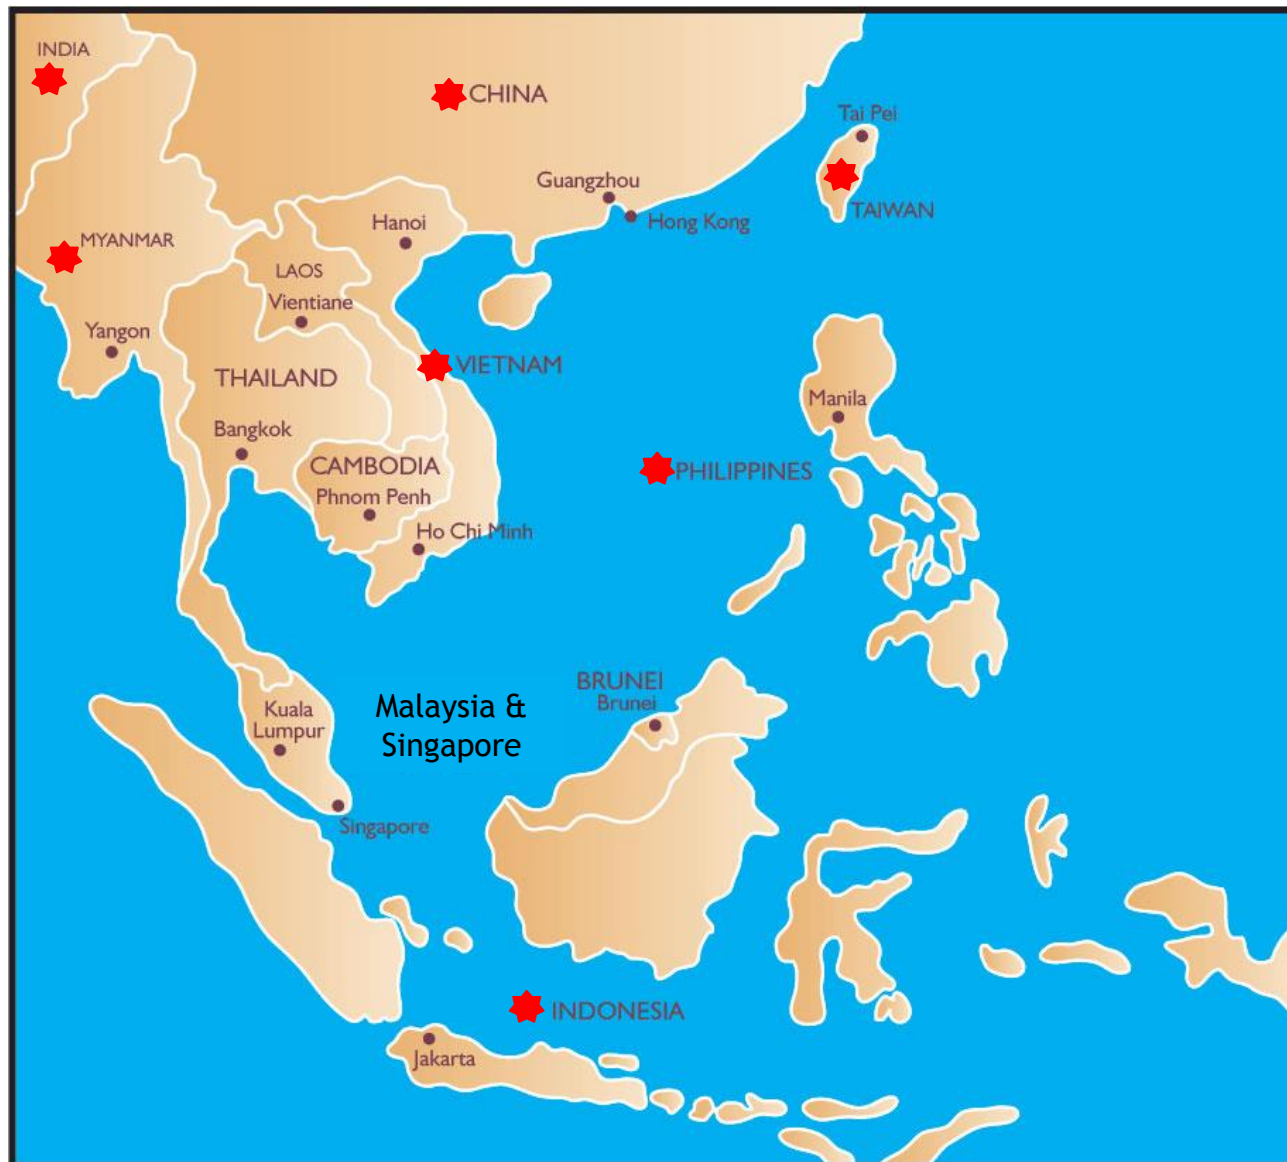 INDIA
CHINA
Tai Pei
Guangzhou
TAIWAN
Hong Kong
Hanoi
MYANMAR
LAOS
Vientiane
Yangon
VIETNAM
THAILAND
Manila
Bangkok
CAMBODIA
PHILIPPINES
Phnom Penh
Ho Chi Minh
BRUNEI
Brunei
Malaysia &
Singapore
Kuala
Lumpur
Singapore
INDONESIA
Jakarta